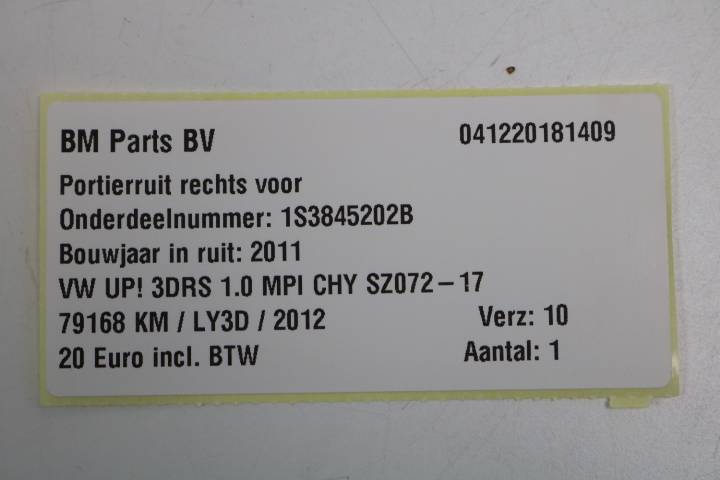 BM Parts BV 041220181409
Portierruit rechts voor
Onderdeelnummer: 1S3845202B
Bouwjaar in ruit: 2011
VW UP! 3DRS 1.0 MPI CHY SZ072-17
79168 KM / LY3D / 2012 Verz: 10
20 Euro incl. BTW Aantal: 1